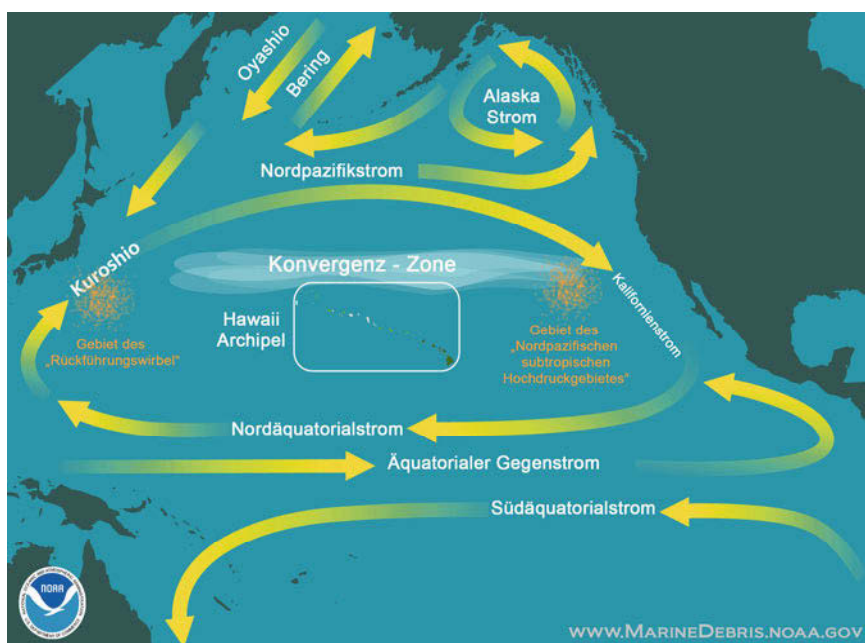 Oyashio
Bering
Alaska
Strom
Nordpazifikstrom
Kuroshio
Konvergenz - Zone
Kalifornienstrom
Hawaii
Archipel
Gebiet des
„Rückführungswirbel“
Gebiet des
„Nordpazifischen
subtropischen
Hochdruckgebietes“
Nordäquatorialstrom
Äquatorialer Gegenstrom
Südäquatorialstrom
NOAA
WWW.MARINEDEBRIS.NOAA.GOV